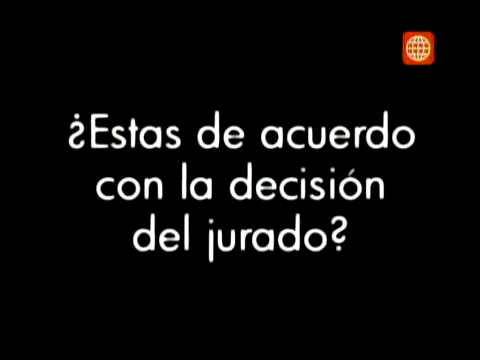 ¿Estas de acuerdo
con la decisión
del jurado?